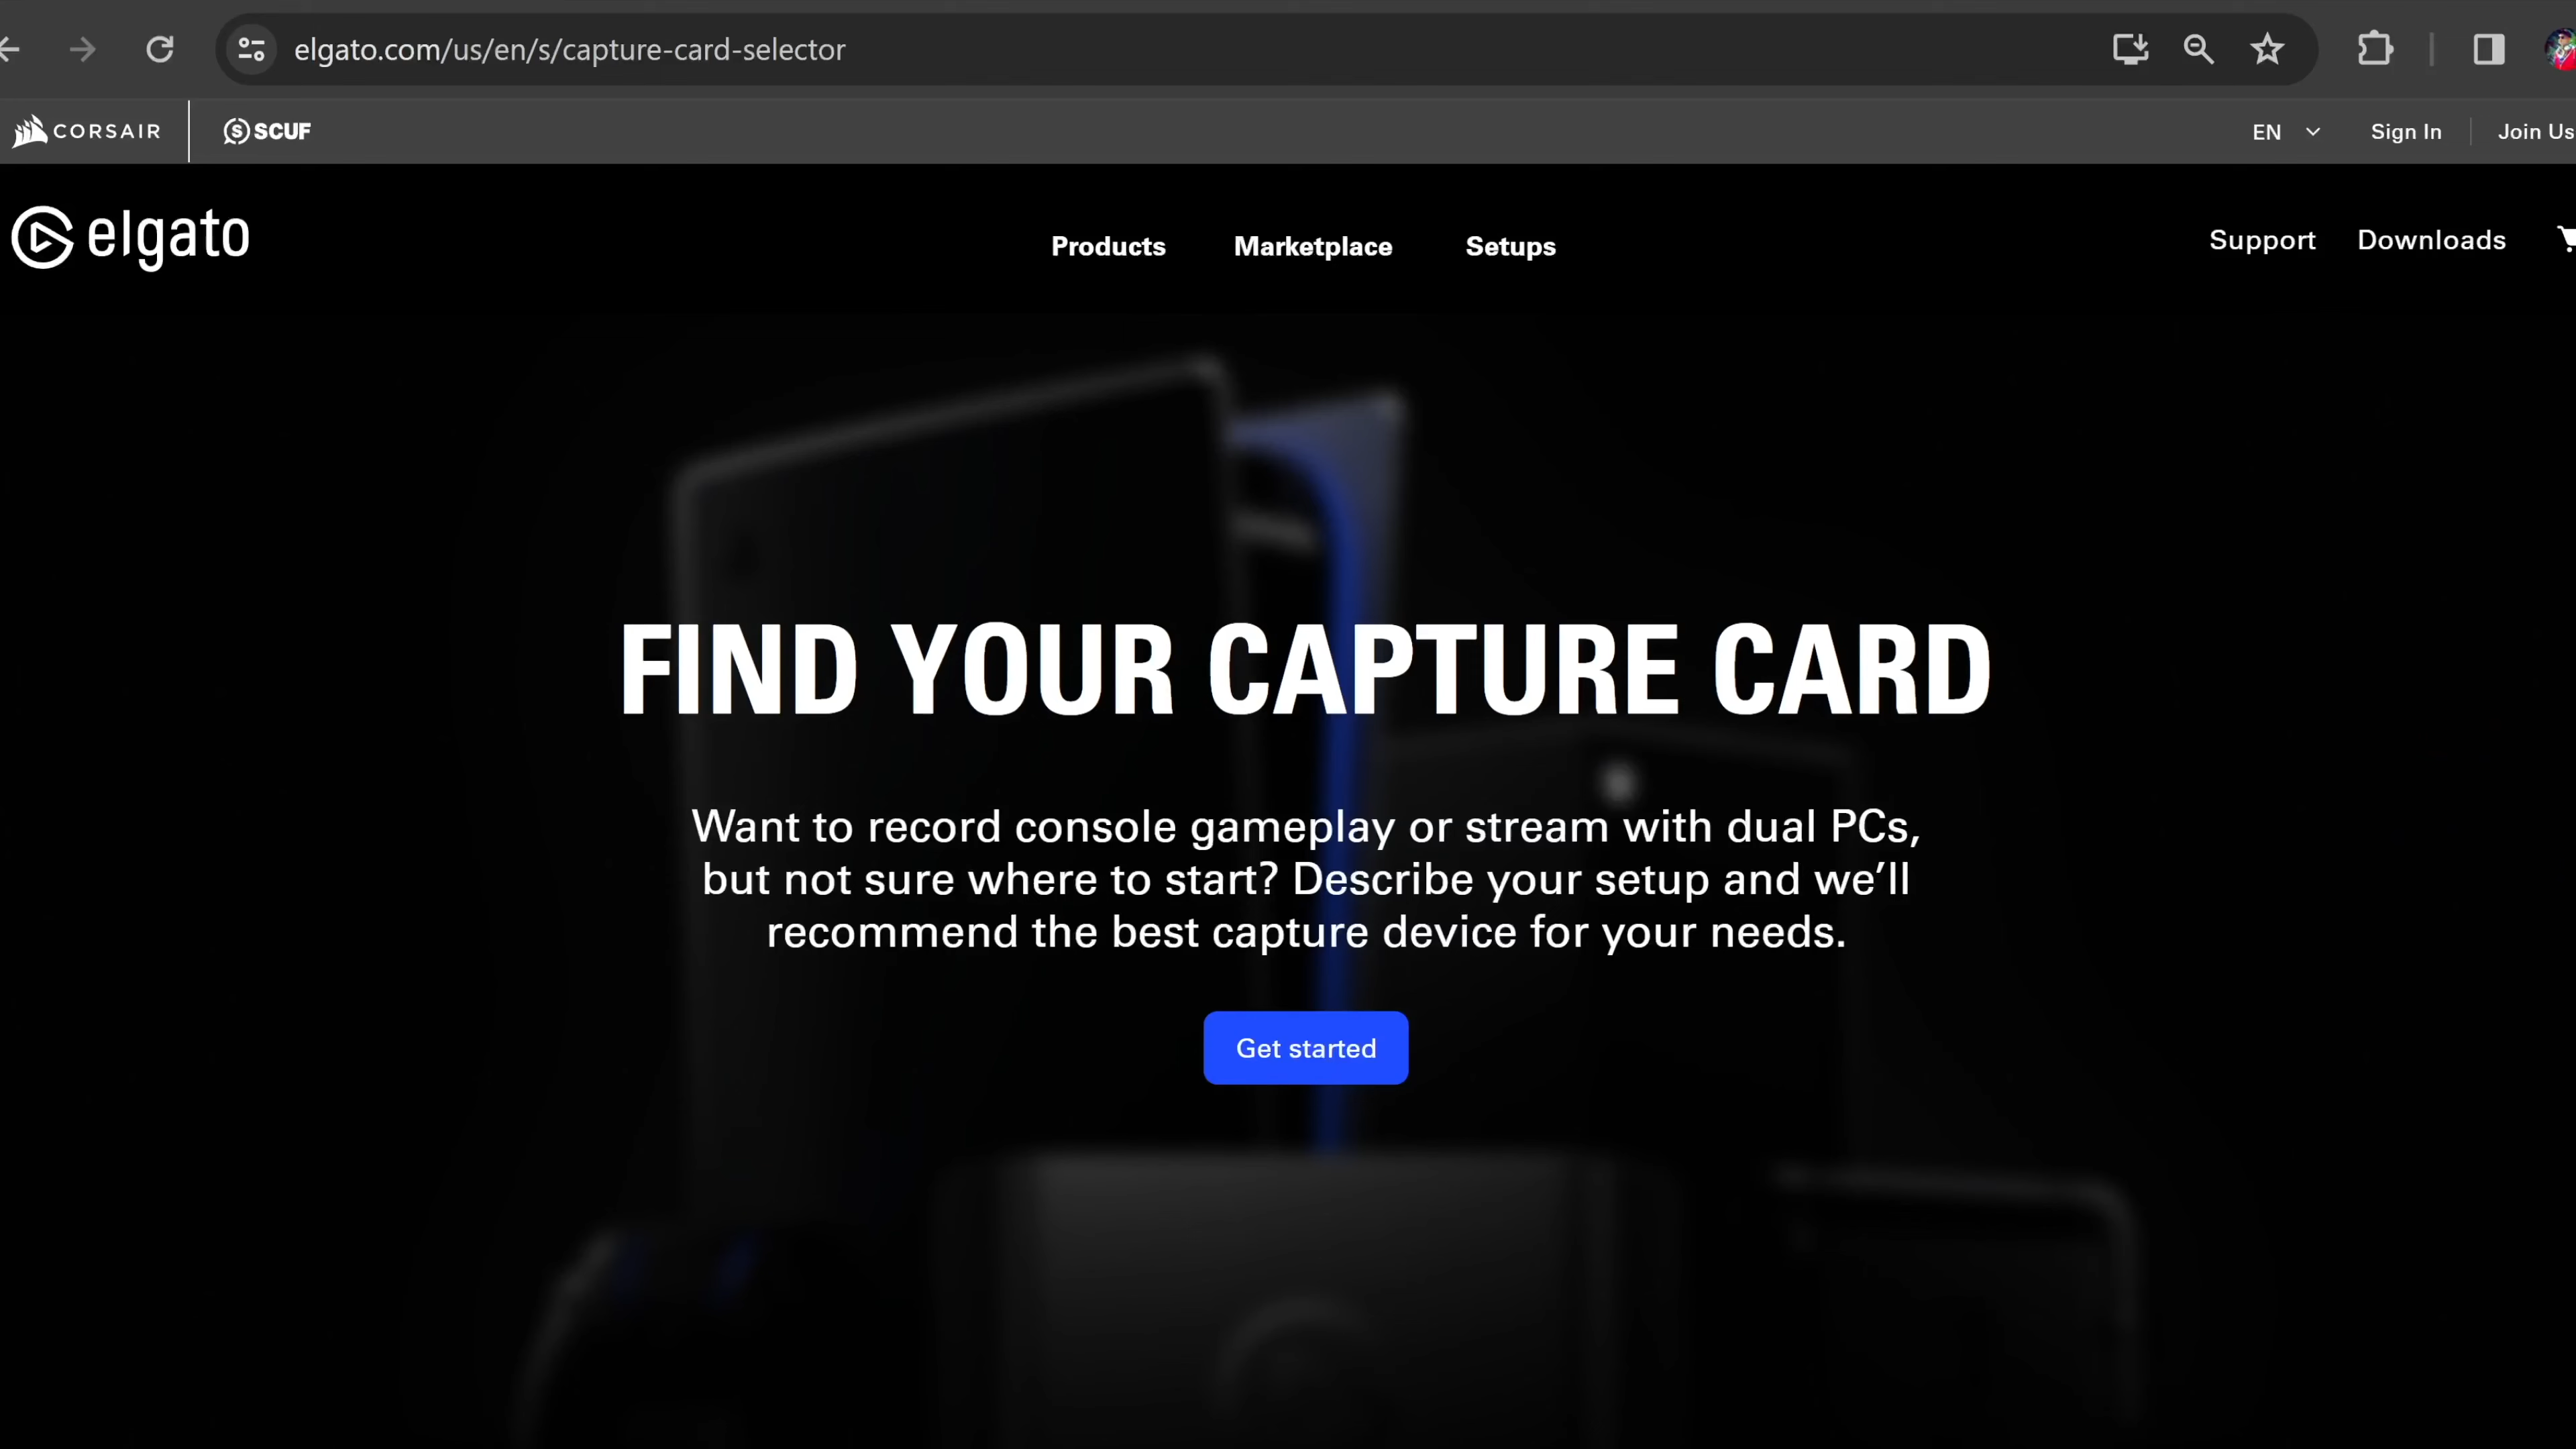 elgato.com/us/en/s/capture-card-selector
CORSAIR
SCUF
EN
Sign In
Join Us
elgato
Products
Marketplace
Setups
Support
Downloads
FIND YOUR CAPTURE CARD
Want to record console gameplay or stream with dual PCs,
but not sure where to start? Describe your setup and we’ll
recommend the best capture device for your needs.
Get started